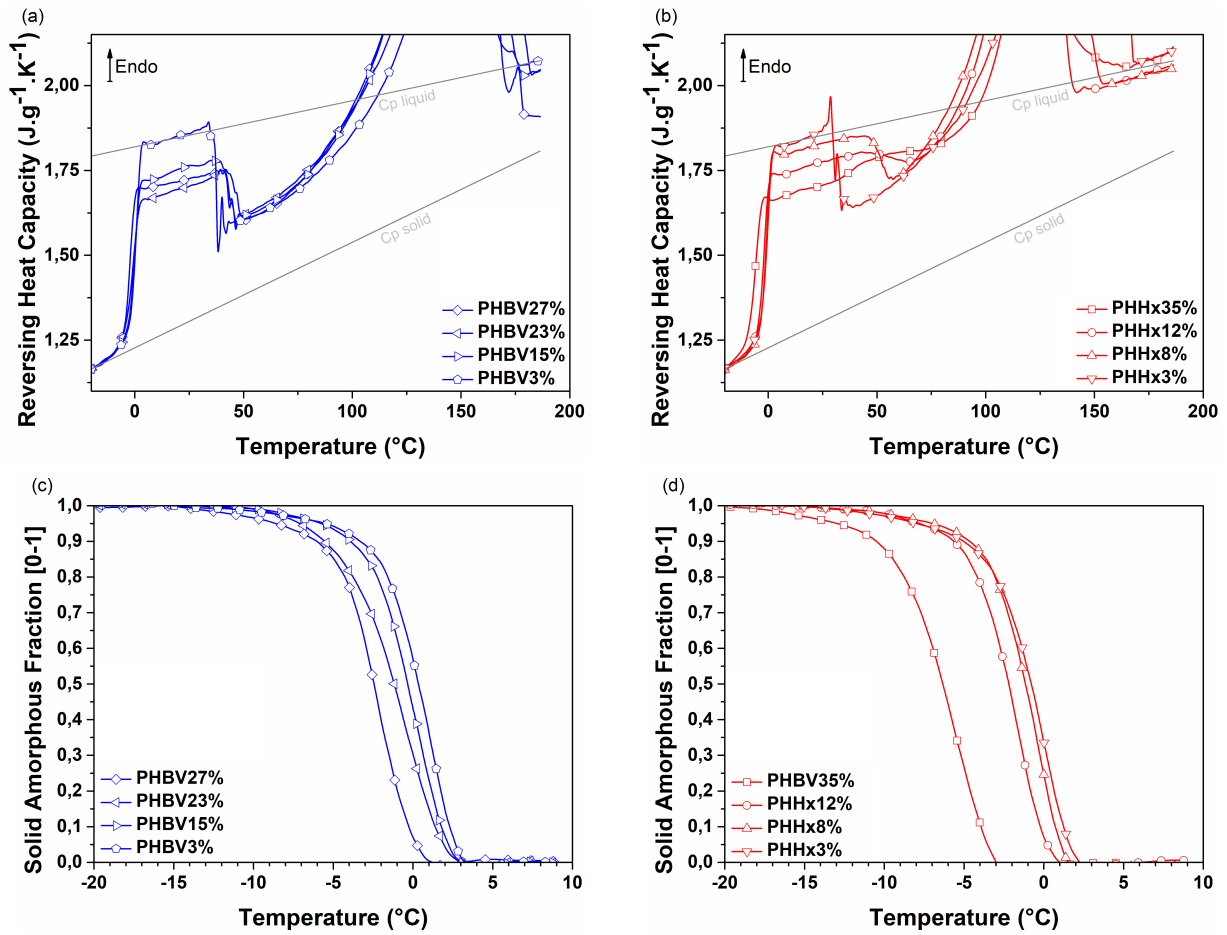 (a)
Endo
Cp liquid
Cp solid
PHBV27%
PHBV23%
PHBV15%
PHBV3%
2,00
1,75
1,50
1,25
0 50 100 150 200
Reversing Heat Capacity (J.g⁻¹.K⁻¹)
Temperature (°C)
(b)
Endo
Cp liquid
Cp solid
PHHx35%
PHHx12%
PHHx8%
PHHx3%
2,00
1,75
1,50
1,25
0 50 100 150 200
Reversing Heat Capacity (J.g⁻¹.K⁻¹)
Temperature (°C)
(c)
1,0
0,9
0,8
0,7
0,6
0,5
0,4
0,3
0,2
0,1
0,0
PHBV27%
PHBV23%
PHBV15%
PHBV3%
-20 -15 -10 -5 0 5 10
Solid Amorphous Fraction [0-1]
Temperature (°C)
(d)
1,0
0,9
0,8
0,7
0,6
0,5
0,4
0,3
0,2
0,1
0,0
PHBV35%
PHHx12%
PHHx8%
PHHx3%
-20 -15 -10 -5 0 5 10
Solid Amorphous Fraction [0-1]
Temperature (°C)